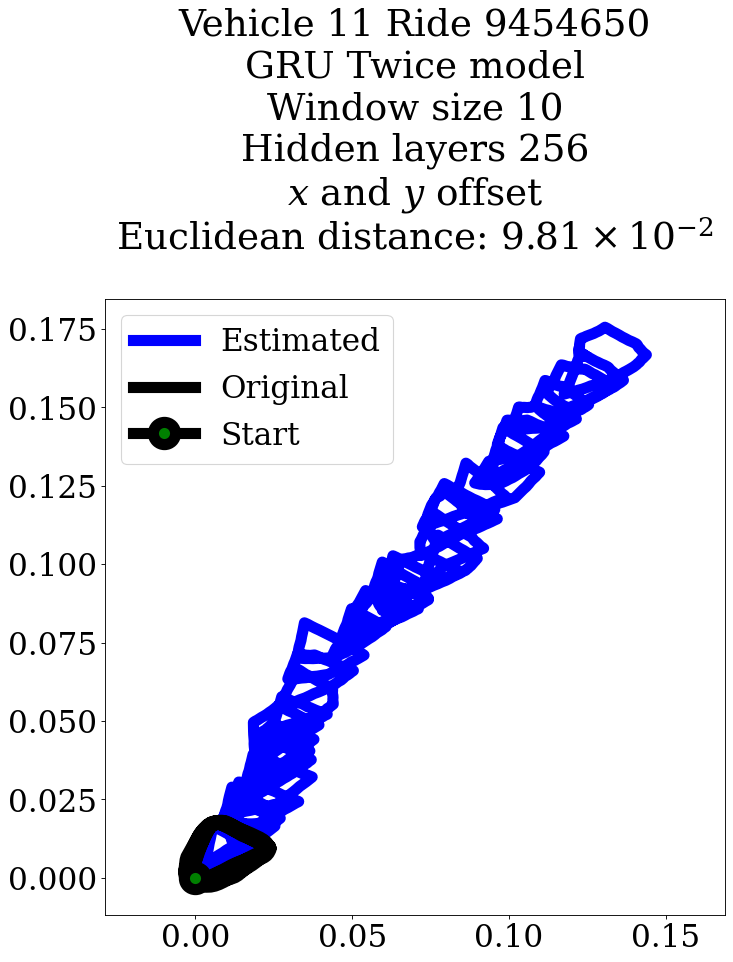 Vehicle 11 Ride 9454650
GRU Twice model
Window size 10
Hidden layers 256
x and y offset
Euclidean distance: 9.81 × 10⁻²
Estimated
Original
Start
0.175
0.150
0.125
0.100
0.075
0.050
0.025
0.000
0.00 0.05 0.10 0.15